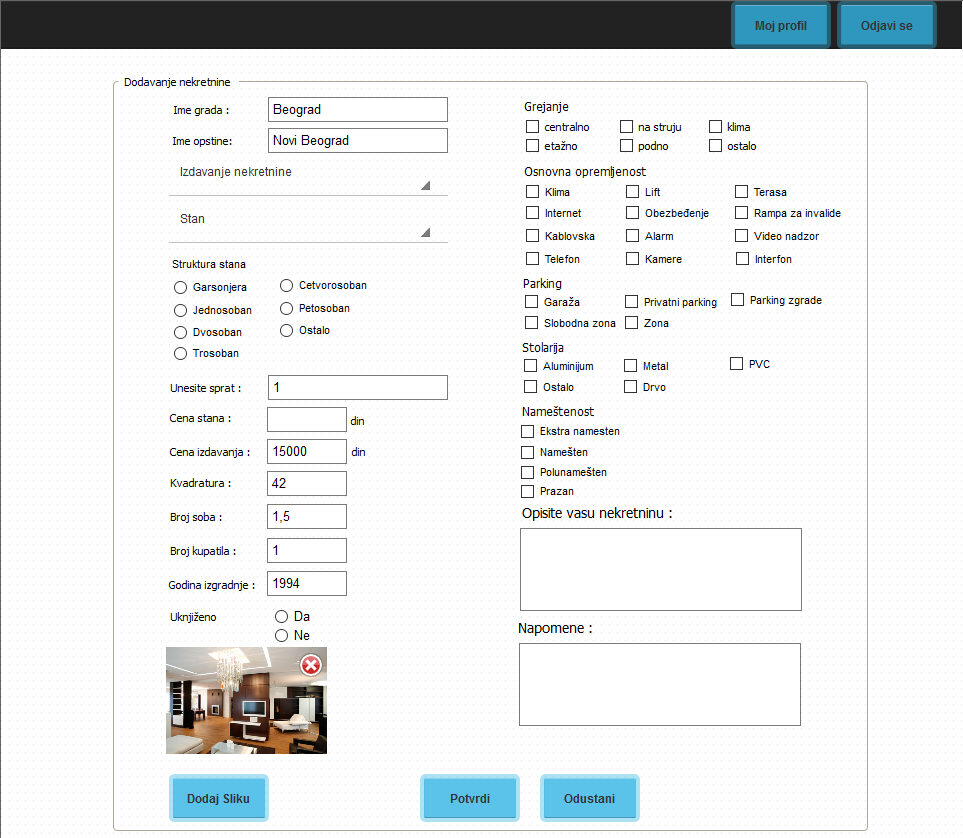 Moj profil Odjavi se
Dodavanje nekretnine
Ime grada : Beograd
Ime opstine: Novi Beograd
Izdavanje nekretnine
Stan
Struktura stana
Garsonjera Cetvorosoban
Jednosoban Petosoban
Dvosoban Ostalo
Trosoban
Unesite sprat : 1
Cena stana : din
Cena izdavanja : 15000 din
Kvadratura : 42
Broj soba : 1,5
Broj kupatila : 1
Godina izgradnje : 1994
Uknjiženo Da
Ne
Grejanje
centralno na struju klima
etažno podno ostalo
Osnovna opremljenost
Klima Lift Terasa
Internet Obezbeđenje Rampa za invalide
Kablovska Alarm Video nadzor
Telefon Kamere Interfon
Parking
Garaža Privatni parking Parking zgrade
Slobodna zona Zona
Stolarija
Aluminijum Metal PVC
Ostalo Drvo
Nameštenost
Ekstra namesten
Namešten
Polunamešten
Prazan
Opisite vasu nekretninu :
Napomene :
Dodaj Sliku Potvrdi Odustani